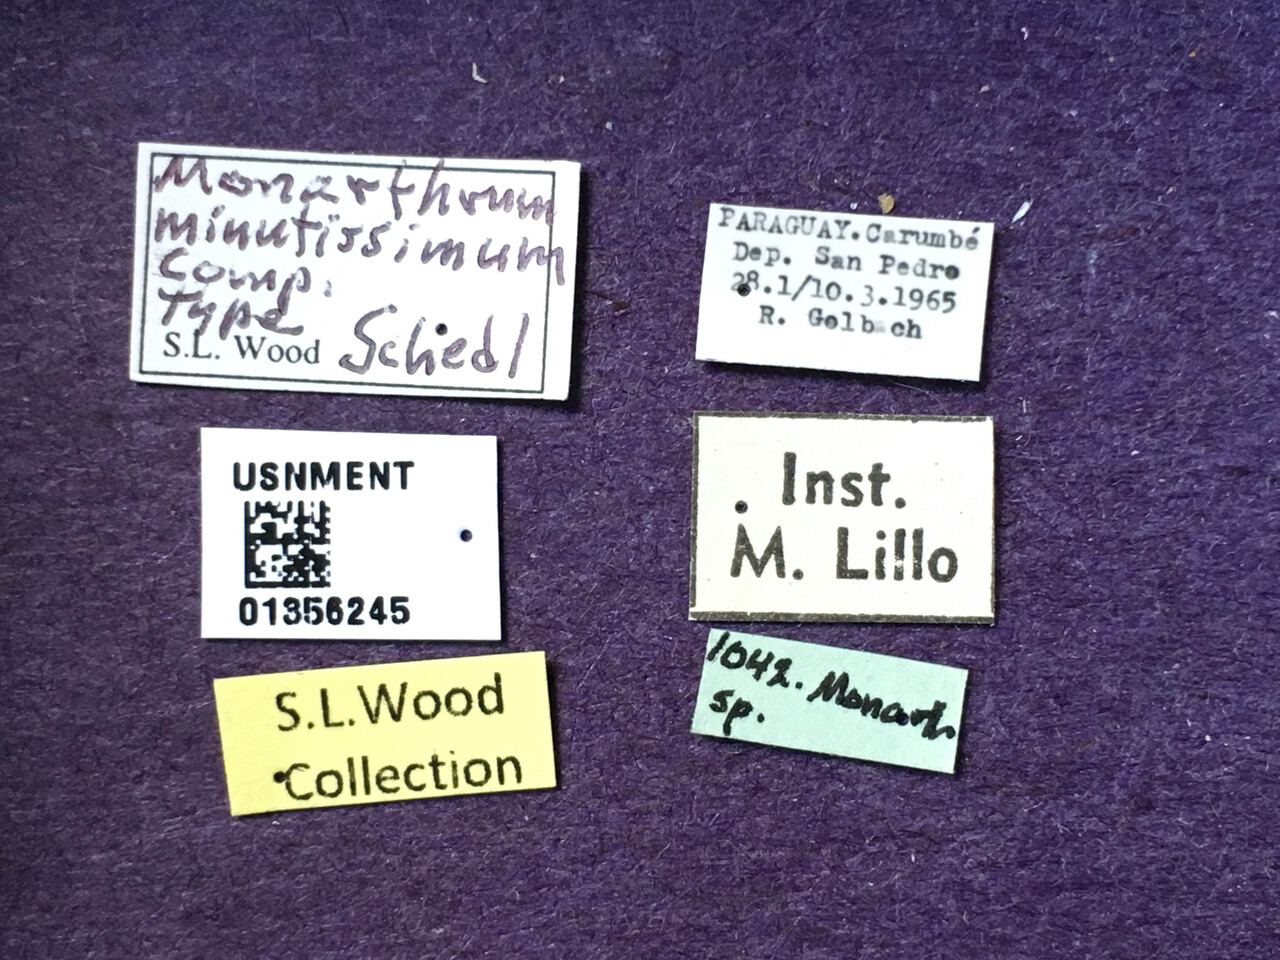 Monarthrum
minutissimum
comp.
Type
S.L. Wood Schedl
PARAGUAY. Carumbé
Dep. San Pedro
28.1/10.3.1965
R. Golbach
USNMENT
01356245
Inst.
M. Lillo
S.L.Wood
Collection
1042. Monarth.
sp.